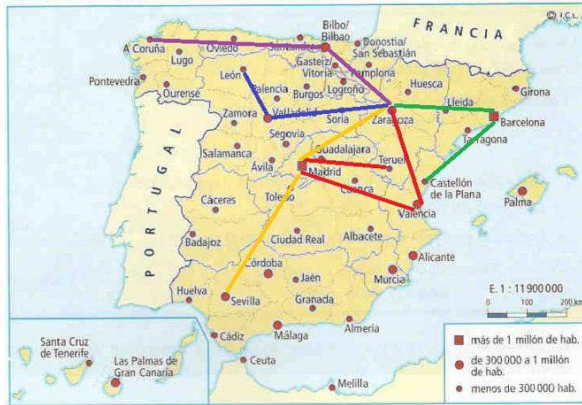 © I.C.L.
FRANCIA
A Coruña
Oviedo
Santander
Bilbo/
Bilbao
Donostia/
San Sebastián
Lugo
Gasteiz/
Vitoria
Pamplona
Pontevedra
León
Ourense
Palencia
Burgos
Logroño
Huesca
Girona
Zamora
Valladolid
Soria
Zaragoza
Lleida
Barcelona
Segovia
Tarragona
Salamanca
Ávila
Guadalajara
Teruel
Madrid
PORTUGAL
Cuenca
Castellón
de la Plana
Toledo
Cáceres
Valencia
Palma
Badajoz
Ciudad Real
Albacete
Alicante
Córdoba
Murcia
Jaén
Huelva
Sevilla
Granada
Almería
Cádiz
Málaga
Ceuta
Melilla
Santa Cruz
de Tenerife
Las Palmas
de Gran Canaria
E. 1 : 11 900 000
0 100 200 km
más de 1 millón de hab.
de 300 000 a 1 millón
de hab.
menos de 300 000 hab.